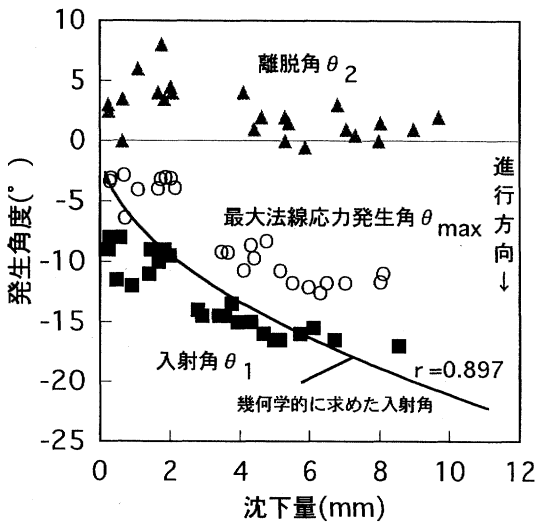 10
5
0
-5
-10
-15
-20
-25
発生角度(°)
離脱角θ2
進行方向→
最大法線応力発生角θmax
入射角θ1
r=0.897
幾何学的に求めた入射角
0 2 4 6 8 10 12
沈下量(mm)